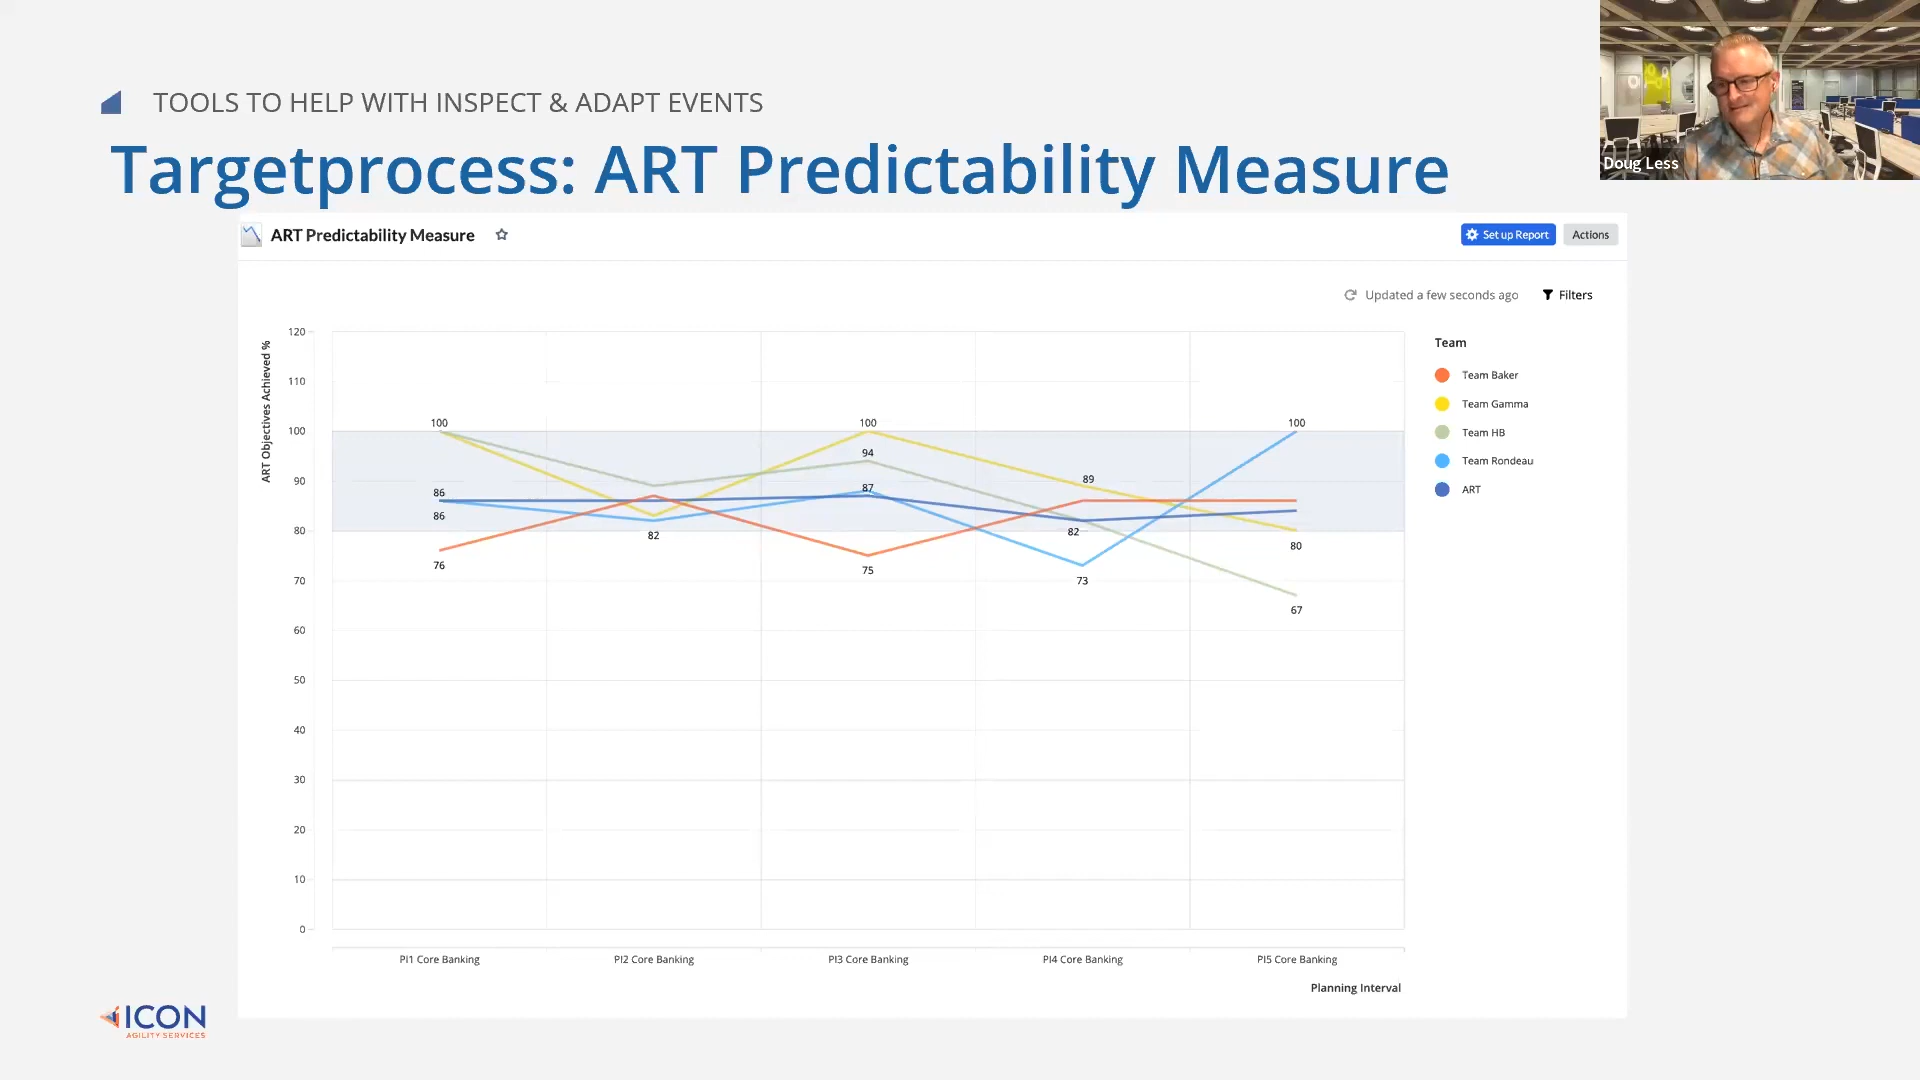 TOOLS TO HELP WITH INSPECT & ADAPT EVENTS
Targetprocess: ART Predictability Measure
Doug Less
ART Predictability Measure
Set up Report
Actions
Updated a few seconds ago
Filters
ART Objectives Achieved %
120
110
100
90
80
70
60
50
40
30
20
10
0
100
86
86
76
82
100
94
87
75
89
82
73
100
80
67
PI1 Core Banking
PI2 Core Banking
PI3 Core Banking
PI4 Core Banking
PI5 Core Banking
Planning Interval
Team
Team Baker
Team Gamma
Team HB
Team Rondeau
ART
ICON
AGILITY SERVICES